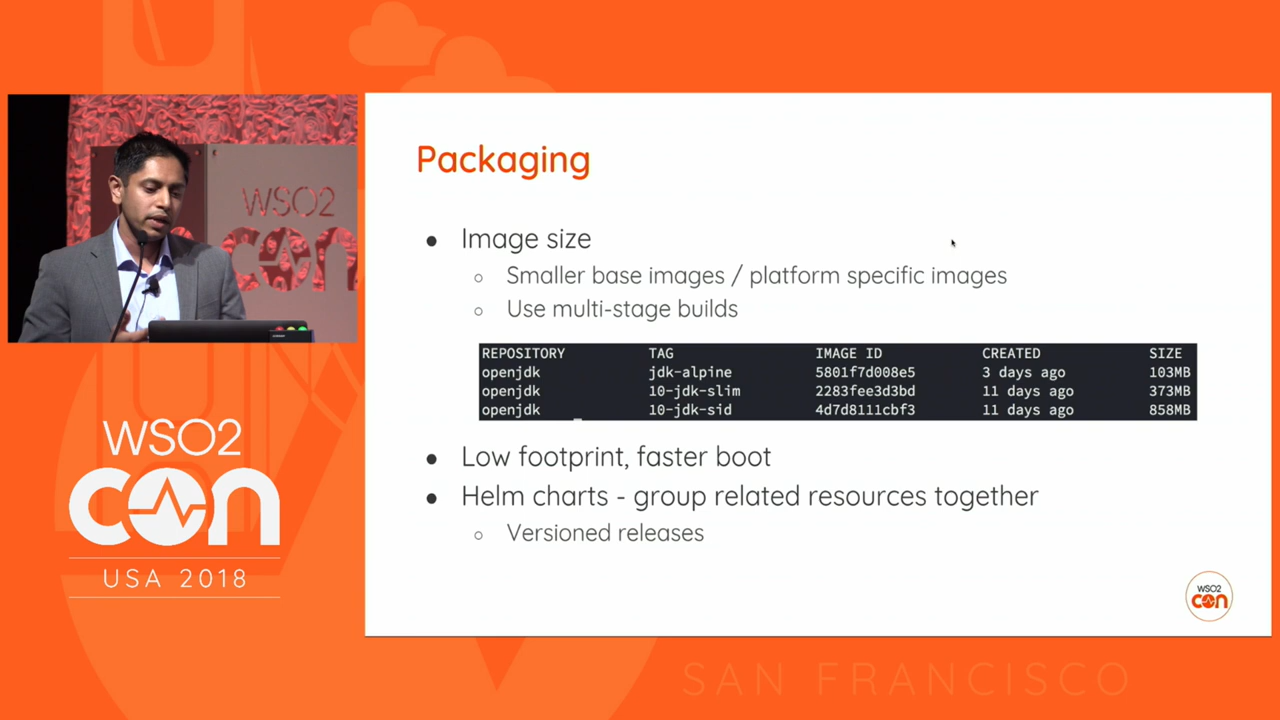 WSO2
con
Packaging
Image size
Smaller base images / platform specific images
Use multi-stage builds
REPOSITORY TAG IMAGE ID CREATED SIZE
openjdk jdk-alpine 5801f7d008e5 3 days ago 103MB
openjdk 10-jdk-slim 2283fee3d3bd 11 days ago 373MB
openjdk 10-jdk-sid 4d7d8111cbf3 11 days ago 858MB
Low footprint, faster boot
Helm charts - group related resources together
Versioned releases
WSO2
con
USA 2018
WSO2
con
SAN FRANCISCO